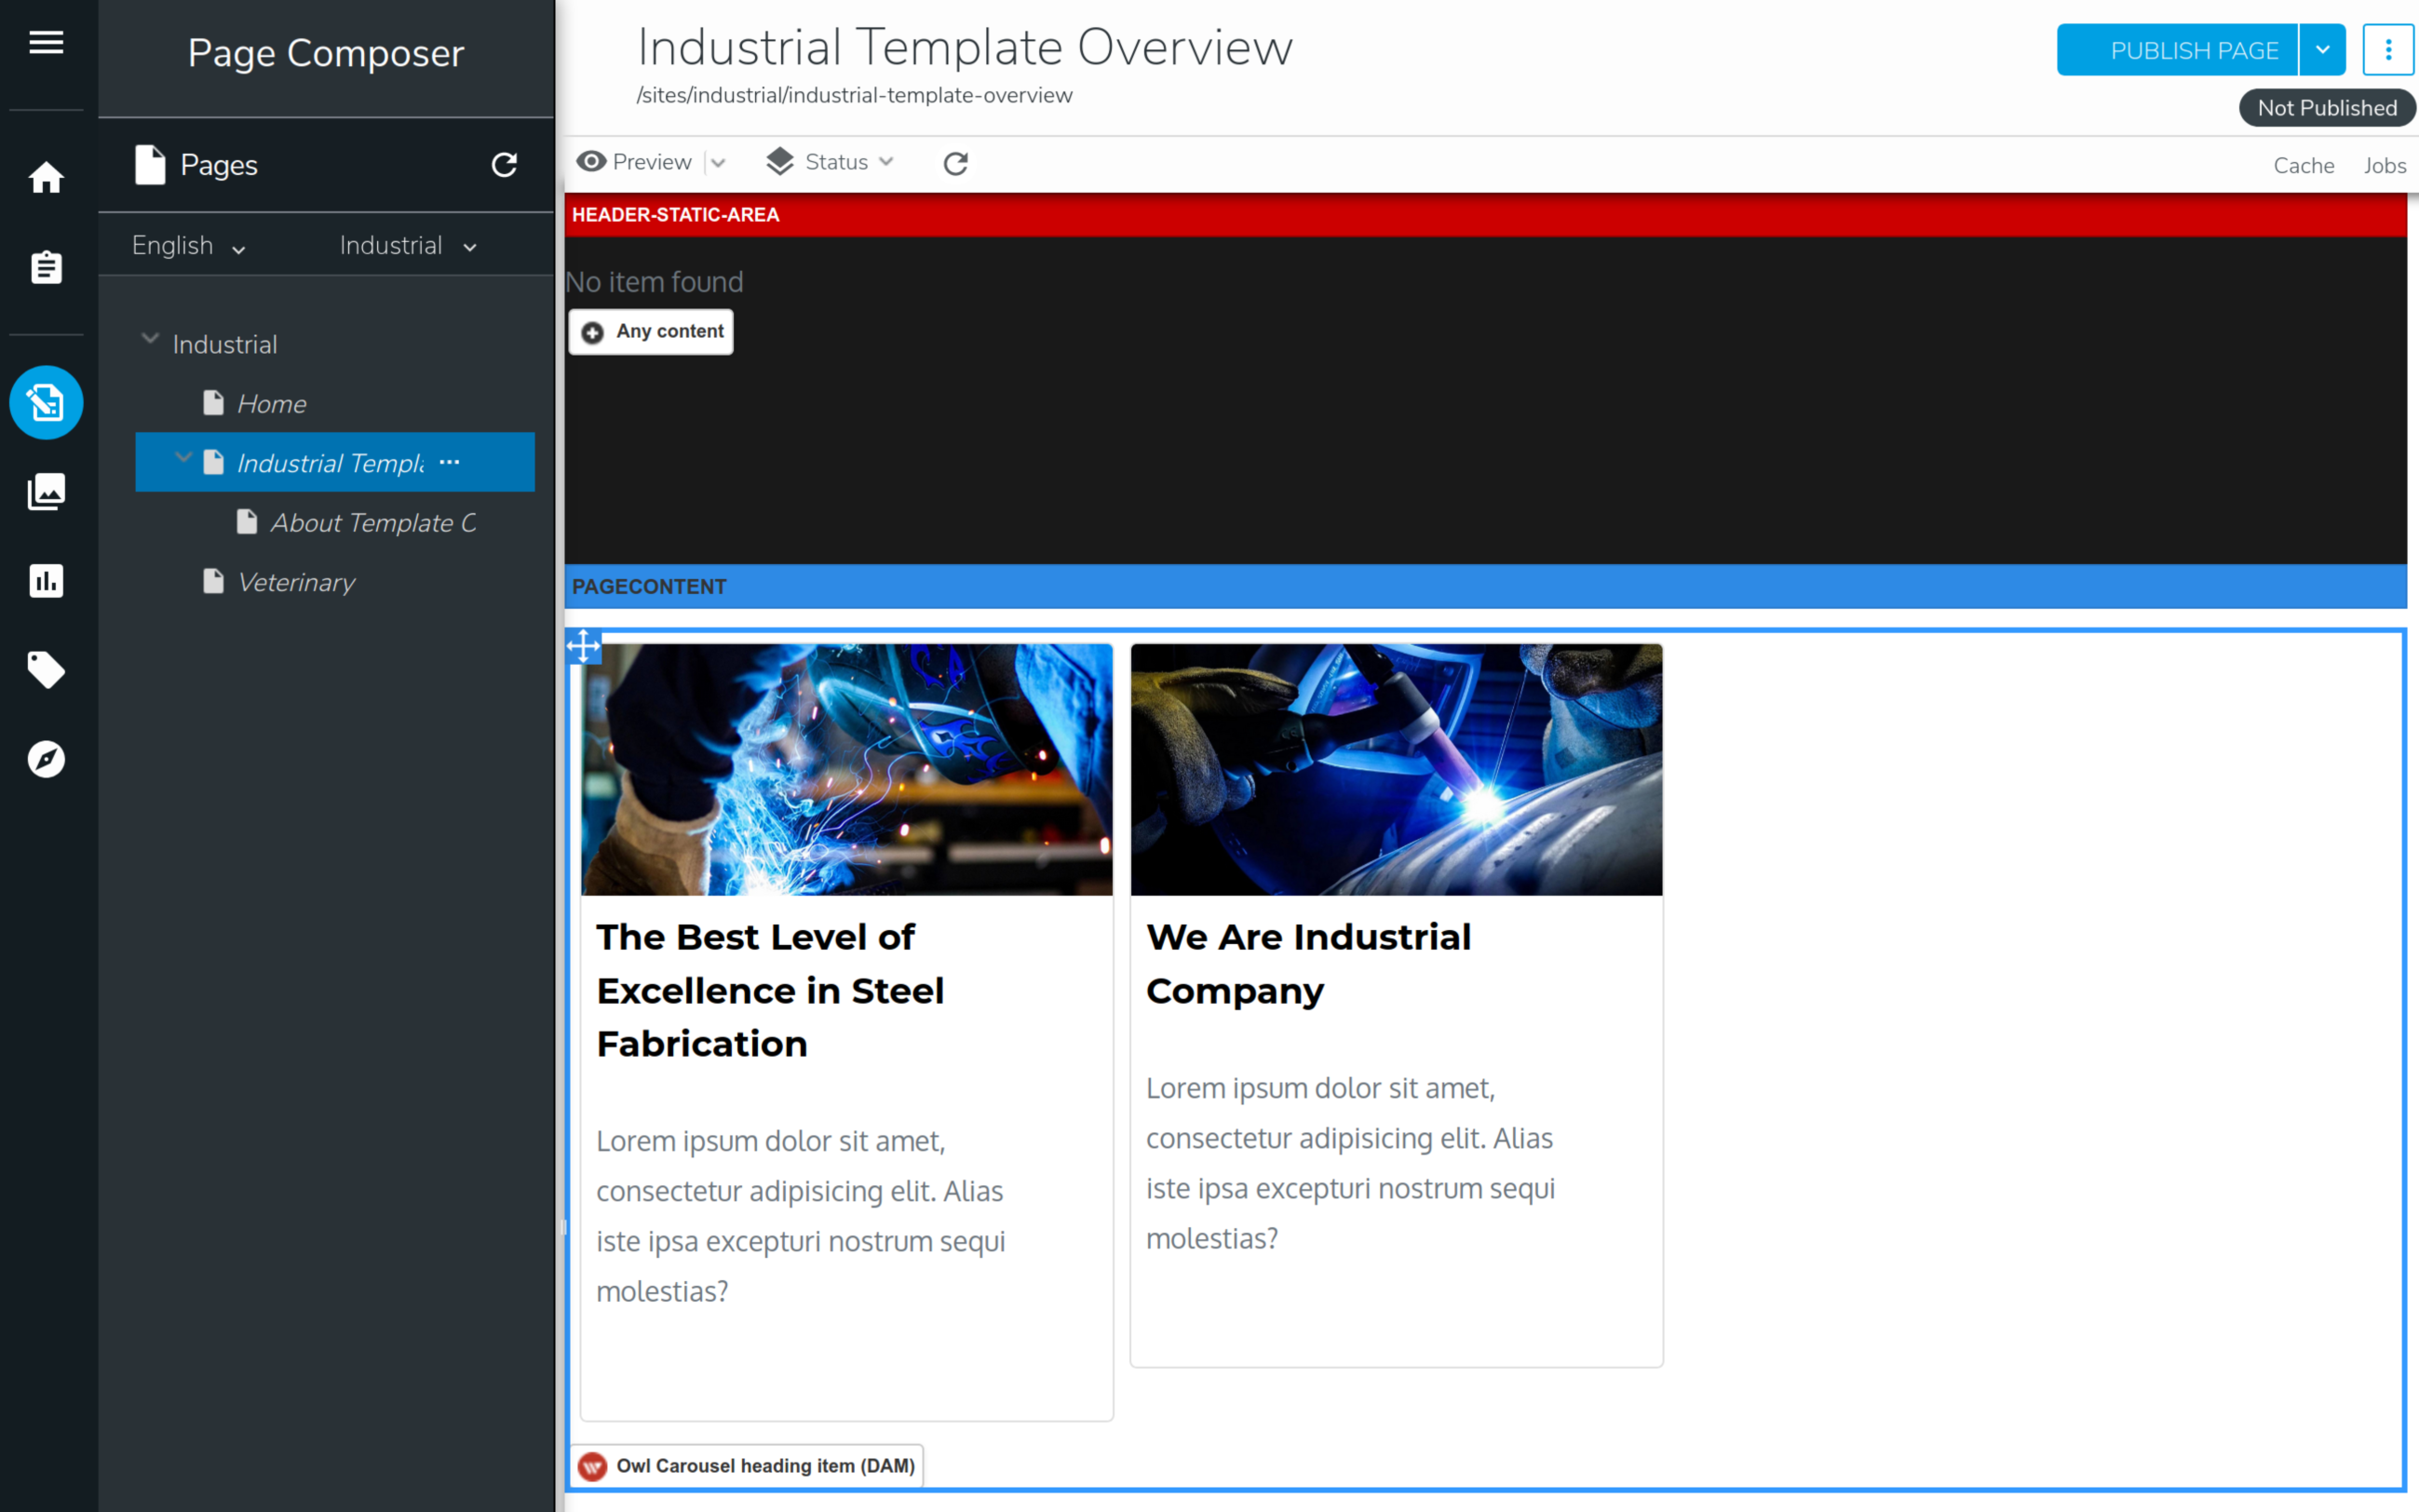 Page Composer
Pages
English
Industrial
Industrial
Home
Industrial Templ
About Template C
Veterinary
Industrial Template Overview
/sites/industrial/industrial-template-overview
PUBLISH PAGE
Not Published
Preview
Status
Cache
Jobs
HEADER-STATIC-AREA
No item found
Any content
PAGECONTENT
The Best Level of
Excellence in Steel
Fabrication
Lorem ipsum dolor sit amet,
consectetur adipisicing elit. Alias
iste ipsa excepturi nostrum sequi
molestias?
We Are Industrial
Company
Lorem ipsum dolor sit amet,
consectetur adipisicing elit. Alias
iste ipsa excepturi nostrum sequi
molestias?
Owl Carousel heading item (DAM)